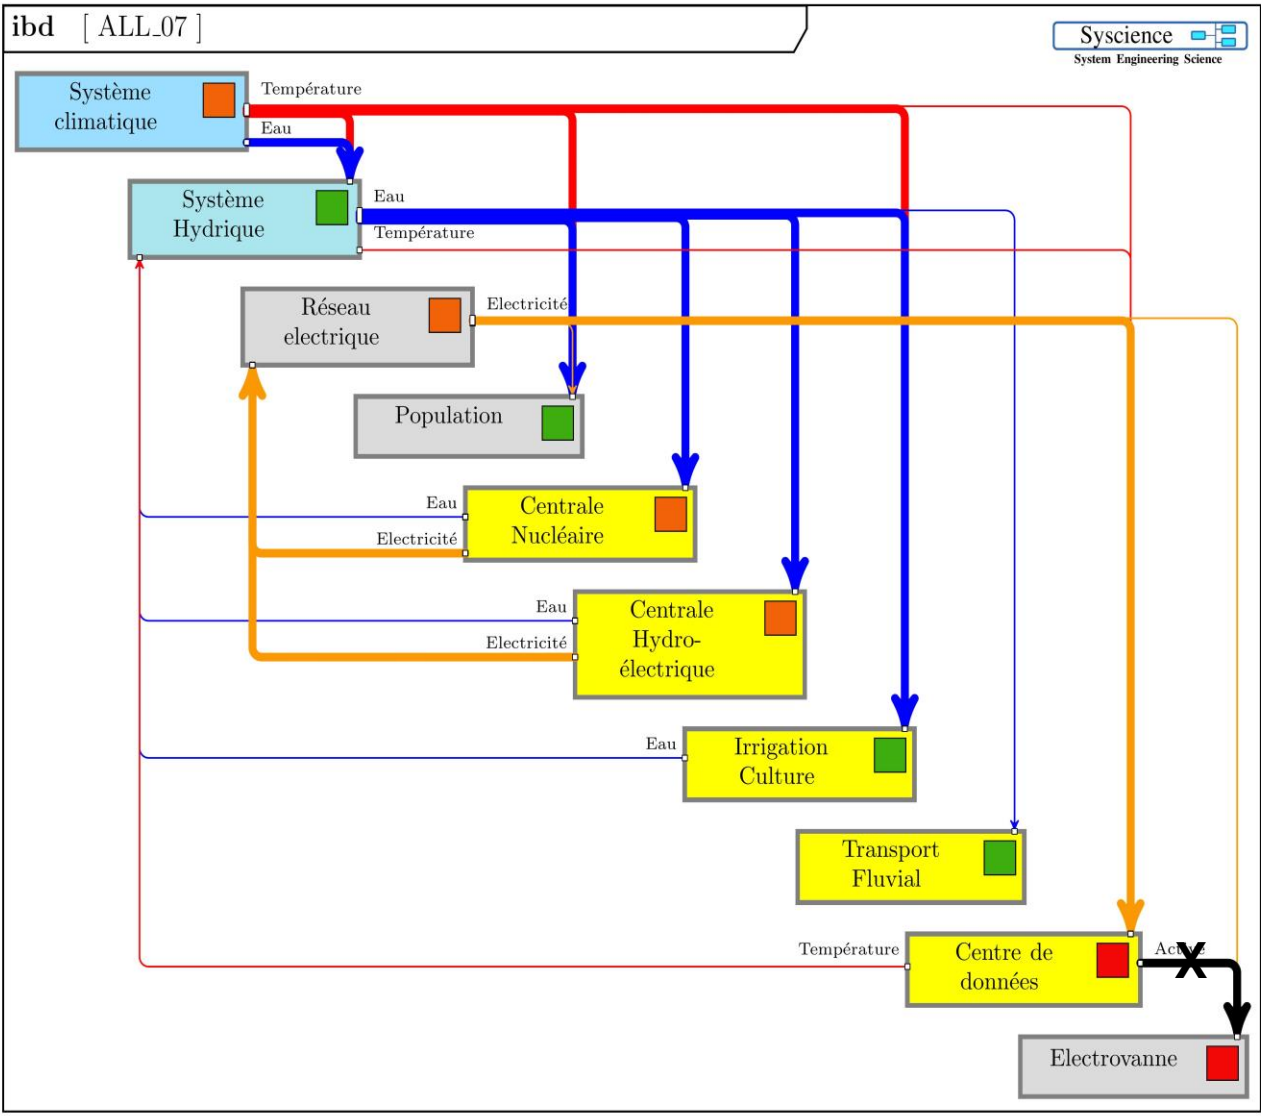 ibd [ ALL_07 ]
Syscience
System Engineering Science
Système
climatique
Température
Eau
Système
Hydrique
Eau
Température
Réseau
electrique
Electricité
Population
Centrale
Nucléaire
Eau
Electricité
Centrale
Hydro-
électrique
Eau
Electricité
Irrigation
Culture
Eau
Transport
Fluvial
Température
Centre de
données
X
Electrovanne